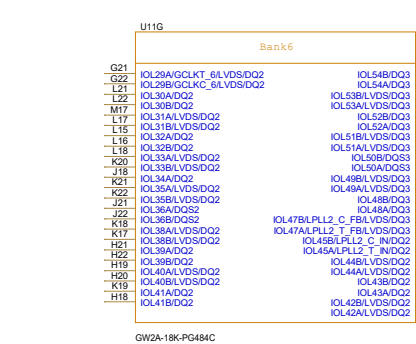 U11G
Bank6
G21 IOL29A/GCLKT_6/LVDS/DQ2 IOL54B/DQ3
G22 IOL29B/GCLKC_6/LVDS/DQ2 IOL54A/DQ3
L21 IOL30A/DQ2 IOL53B/LVDS/DQ3
L22 IOL30B/DQ2 IOL53A/LVDS/DQ3
M17 IOL31A/LVDS/DQ2 IOL52B/DQ3
L17 IOL31B/LVDS/DQ2 IOL52A/DQ3
L15 IOL32A/DQ2 IOL51B/LVDS/DQ3
L16 IOL32B/DQ2 IOL51A/LVDS/DQ3
L18 IOL33A/LVDS/DQ2 IOL50B/DQS3
K20 IOL33B/LVDS/DQ2 IOL50A/DQS3
J18 IOL34A/DQ2 IOL49B/LVDS/DQ3
K21 IOL35A/LVDS/DQ2 IOL49A/LVDS/DQ3
K22 IOL35B/LVDS/DQ2 IOL48B/DQ3
J21 IOL36A/DQS2 IOL48A/DQ3
J22 IOL36B/DQS2 IOL47B/LPLL2_C_FB/LVDS/DQ3
K18 IOL38A/LVDS/DQ2 IOL47A/LPLL2_T_FB/LVDS/DQ3
K17 IOL38B/LVDS/DQ2 IOL45B/LPLL2_C_IN/DQ2
H21 IOL39A/DQ2 IOL45A/LPLL2_T_IN/DQ2
H22 IOL39B/DQ2 IOL44B/LVDS/DQ2
H19 IOL40A/LVDS/DQ2 IOL44A/LVDS/DQ2
H20 IOL40B/LVDS/DQ2 IOL43B/DQ2
K19 IOL41A/DQ2 IOL43A/DQ2
H18 IOL41B/DQ2 IOL42B/LVDS/DQ2
IOL42A/LVDS/DQ2
GW2A-18K-PG484C